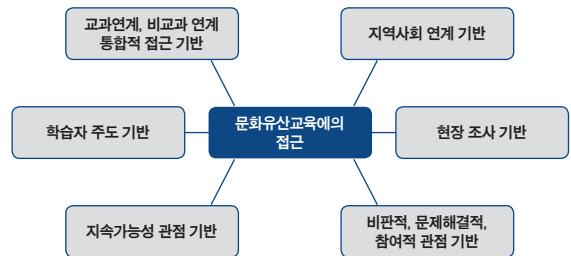 교과연계, 비교과 연계
통합적 접근 기반
지역사회 연계 기반
학습자 주도 기반
문화유산교육에의
접근
현장 조사 기반
지속가능성 관점 기반
비판적, 문제해결적,
참여적 관점 기반